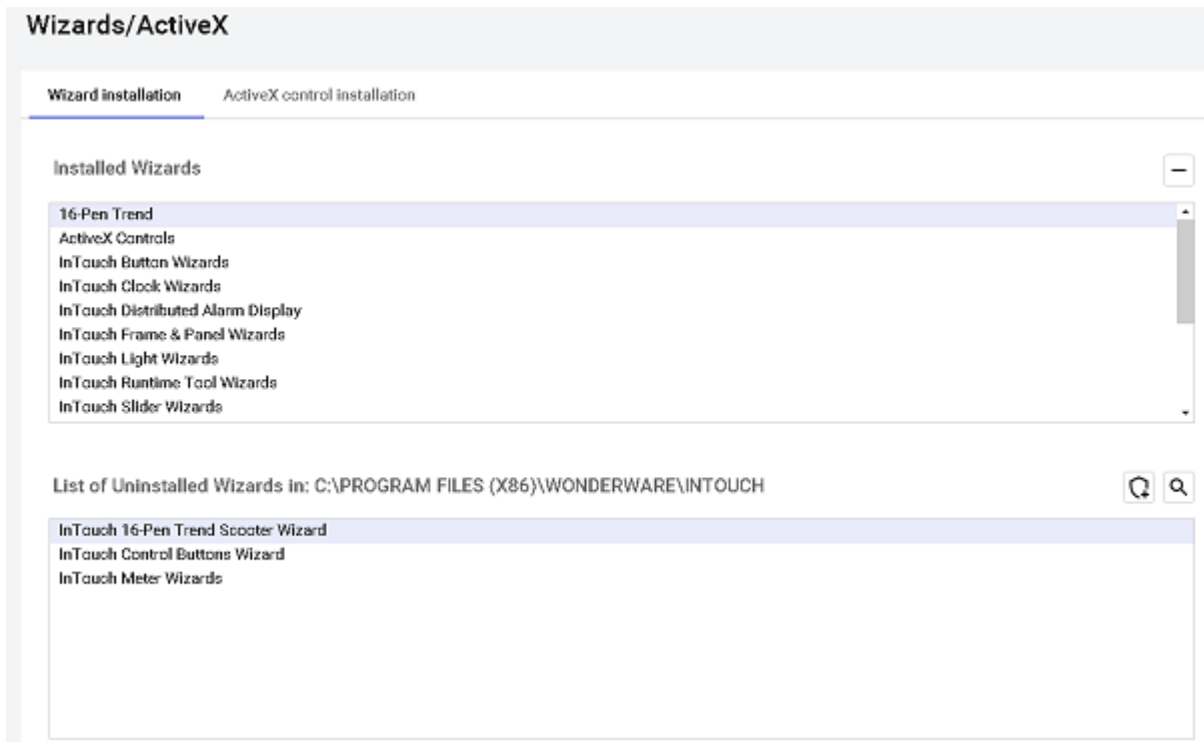 Wizards/ActiveX
Wizard installation ActiveX control installation
Installed Wizards
16-Pen Trend
ActiveX Controls
InTouch Button Wizards
InTouch Clock Wizards
InTouch Distributed Alarm Display
InTouch Frame & Panel Wizards
InTouch Light Wizards
InTouch Runtime Tool Wizards
InTouch Slider Wizards
List of Uninstalled Wizards in: C:\PROGRAM FILES (X86)\WONDERWARE\INTOUCH
InTouch 16-Pen Trend Scooter Wizard
InTouch Control Buttons Wizard
InTouch Meter Wizards